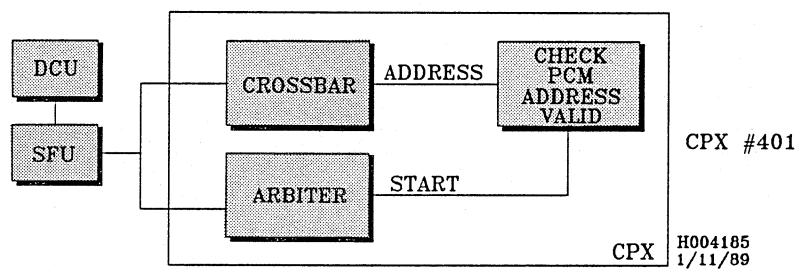 DCU
SFU
CROSSBAR
ADDRESS
CHECK
PCM
ADDRESS
VALID
ARBITER
START
CPX #401
CPX
H004185
1/11/89